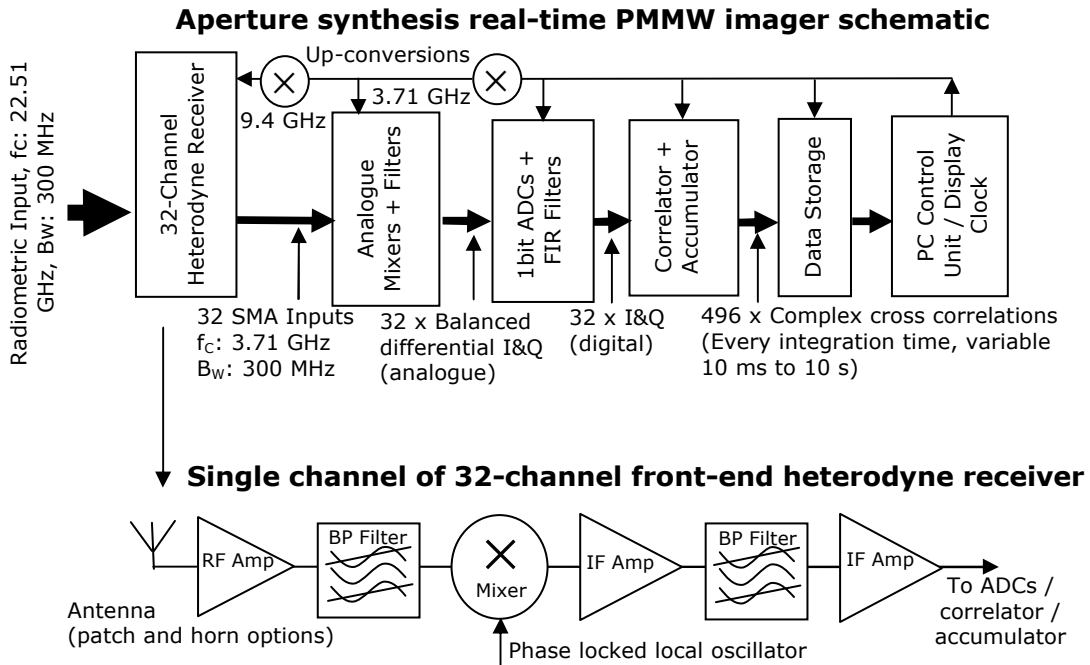 Aperture synthesis real-time PMMW imager schematic
Radiometric Input, fc: 22.51
GHz, Bw: 300 MHz
32-Channel
Heterodyne Receiver
Up-conversions
9.4 GHz
3.71 GHz
Analogue
Mixers + Filters
1bit ADCs +
FIR Filters
Correlator +
Accumulator
Data Storage
PC Control
Unit / Display
Clock
32 SMA Inputs
fC: 3.71 GHz
BW: 300 MHz
32 x Balanced
differential I&Q
(analogue)
32 x I&Q
(digital)
496 x Complex cross correlations
(Every integration time, variable
10 ms to 10 s)
Single channel of 32-channel front-end heterodyne receiver
RF Amp
BP Filter
Mixer
IF Amp
BP Filter
IF Amp
Antenna
(patch and horn options)
Phase locked local oscillator
To ADCs /
correlator /
accumulator